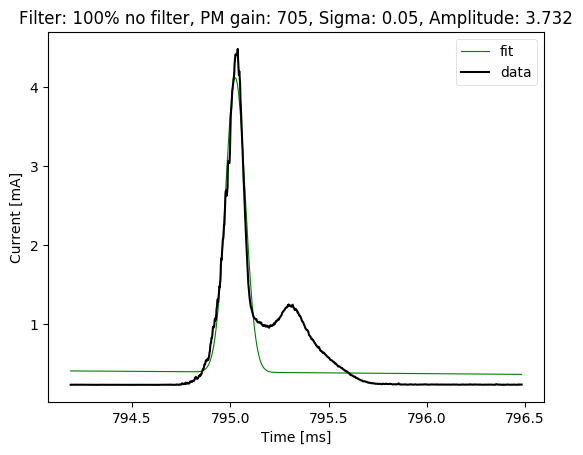 Filter: 100% no filter, PM gain: 705, Sigma: 0.05, Amplitude: 3.732
fit
data
4
3
2
1
Current [mA]
794.5 795.0 795.5 796.0 796.5
Time [ms]